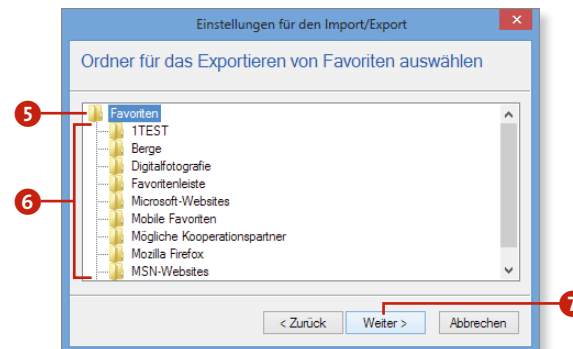 Einstellungen für den Import/Export
Ordner für das Exportieren von Favoriten auswählen
5 Favoriten
1TEST
Berge
Digitalfotografie
Favoritenleiste
Microsoft-Websites
6 Mobile Favoriten
Mögliche Kooperationspartner
Mozilla Firefox
MSN-Websites
7
< Zurück Weiter > Abbrechen